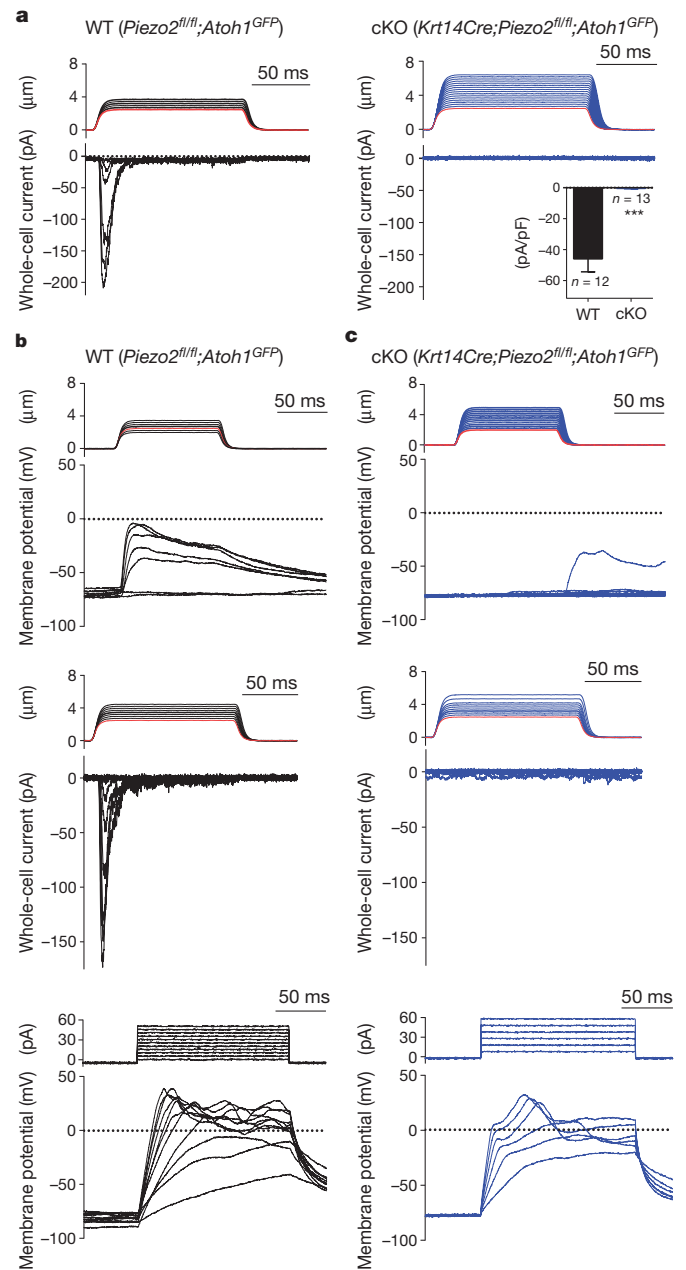 a
WT (Piezo2fl/fl;Atoh1GFP)
cKO (Krt14Cre;Piezo2fl/fl;Atoh1GFP)
50 ms
50 ms
(μm)
8
4
0
(μm)
8
4
0
Whole-cell current (pA)
0
−50
−100
−150
−200
Whole-cell current (pA)
0
−50
−100
−150
−200
(pA/pF)
0
−20
−40
−60
n = 13
***
n = 12
WT cKO
b
WT (Piezo2fl/fl;Atoh1GFP)
c
cKO (Krt14Cre;Piezo2fl/fl;Atoh1GFP)
50 ms
50 ms
(μm)
8
4
0
(μm)
8
4
0
Membrane potential (mV)
50
0
−50
−100
Membrane potential (mV)
50
0
−50
−100
50 ms
50 ms
(μm)
8
4
0
(μm)
8
4
0
Whole-cell current (pA)
0
−50
−100
−150
Whole-cell current (pA)
0
−50
−100
−150
50 ms
50 ms
(pA)
60
30
0
(pA)
60
30
0
Membrane potential (mV)
50
0
−50
−100
Membrane potential (mV)
50
0
−50
−100